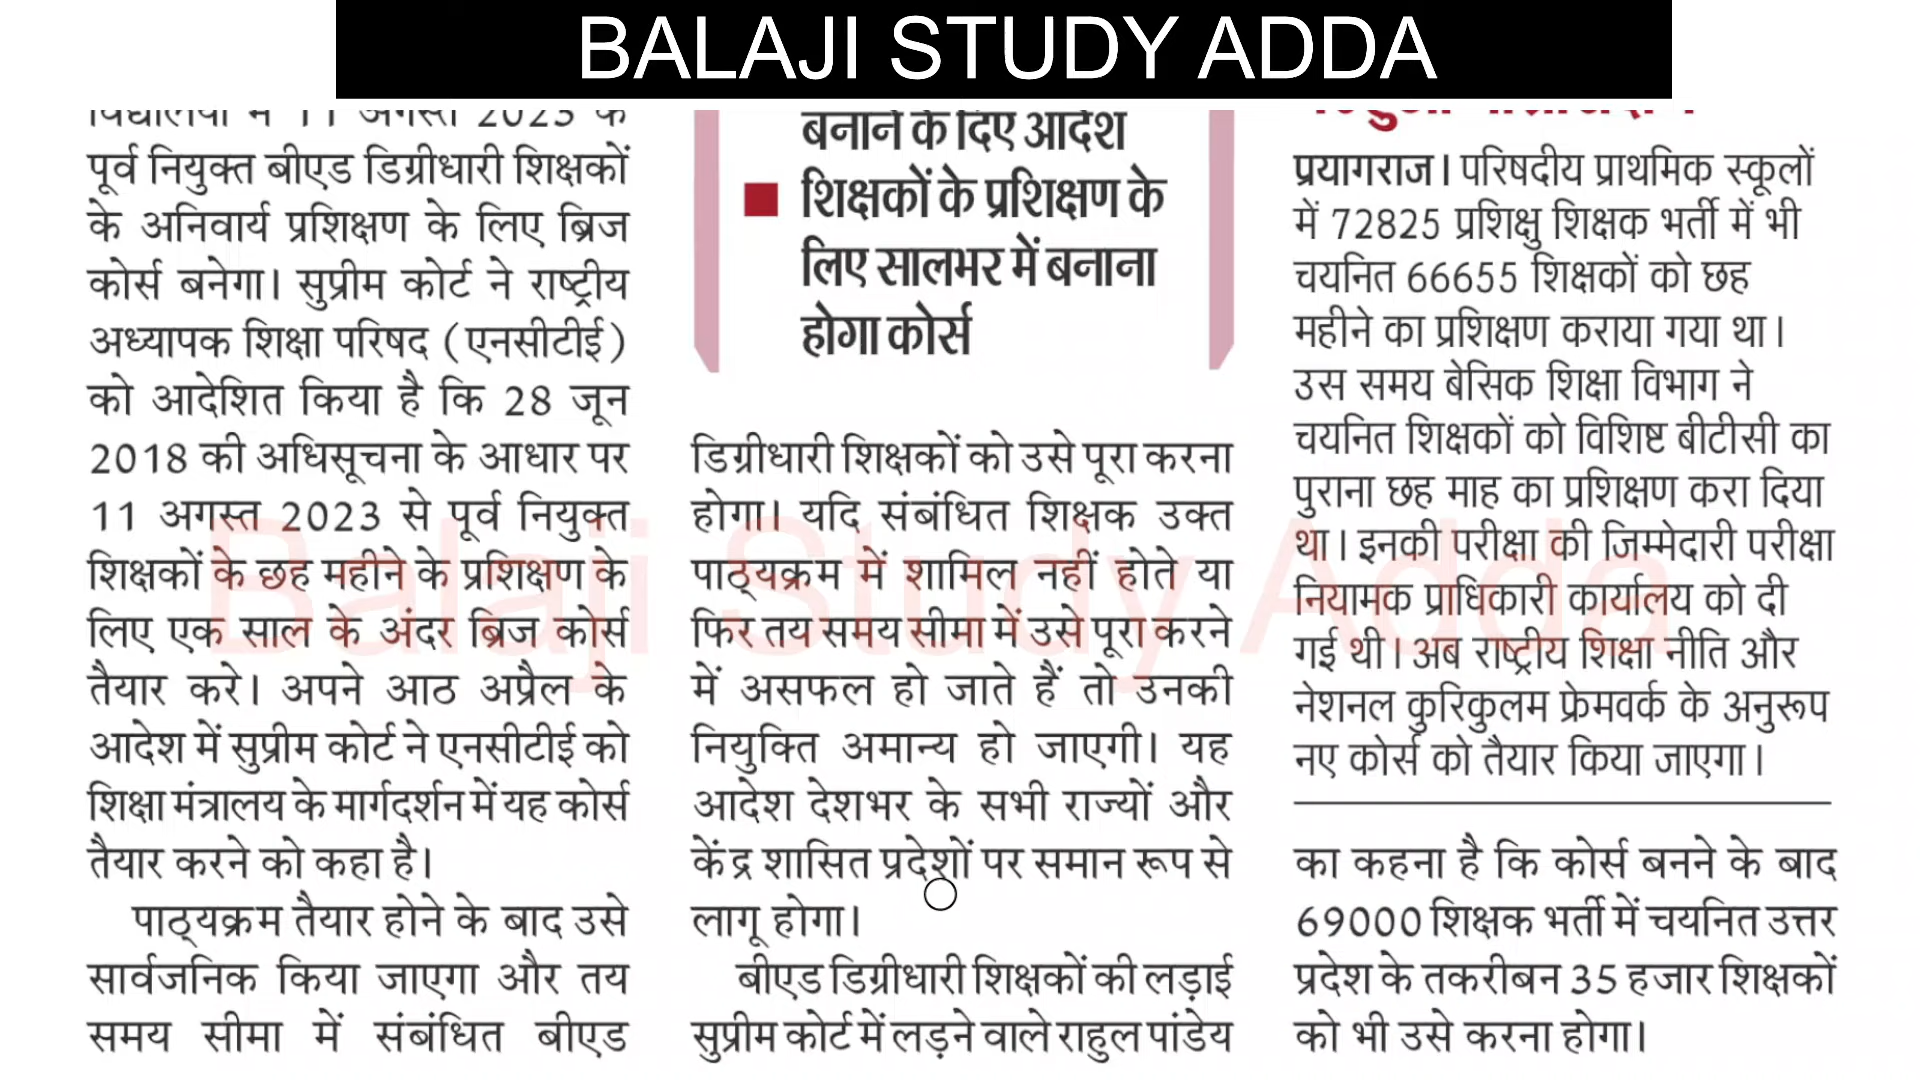 BALAJI STUDY ADDA
विद्यालयों में 11 अगस्त 2023 के
पूर्व नियुक्त बीएड डिग्रीधारी शिक्षकों
के अनिवार्य प्रशिक्षण के लिए ब्रिज
कोर्स बनेगा। सुप्रीम कोर्ट ने राष्ट्रीय
अध्यापक शिक्षा परिषद (एनसीटीई)
को आदेशित किया है कि 28 जून
2018 की अधिसूचना के आधार पर
11 अगस्त 2023 से पूर्व नियुक्त
शिक्षकों के छह महीने के प्रशिक्षण के
लिए एक साल के अंदर ब्रिज कोर्स
तैयार करे। अपने आठ अप्रैल के
आदेश में सुप्रीम कोर्ट ने एनसीटीई को
शिक्षा मंत्रालय के मार्गदर्शन में यह कोर्स
तैयार करने को कहा है।
पाठ्यक्रम तैयार होने के बाद उसे
सार्वजनिक किया जाएगा और तय
समय सीमा में संबंधित बीएड
बनाने के दिए आदेश
शिक्षकों के प्रशिक्षण के
लिए सालभर में बनाना
होगा कोर्स
डिग्रीधारी शिक्षकों को उसे पूरा करना
होगा। यदि संबंधित शिक्षक उक्त
पाठ्यक्रम में शामिल नहीं होते या
फिर तय समय सीमा में उसे पूरा करने
में असफल हो जाते हैं तो उनकी
नियुक्ति अमान्य हो जाएगी। यह
आदेश देशभर के सभी राज्यों और
केंद्र शासित प्रदेशों पर समान रूप से
लागू होगा।
बीएड डिग्रीधारी शिक्षकों की लड़ाई
सुप्रीम कोर्ट में लड़ने वाले राहुल पांडेय
प्रयागराज। परिषदीय प्राथमिक स्कूलों
में 72825 प्रशिक्षु शिक्षक भर्ती में भी
चयनित 66655 शिक्षकों को छह
महीने का प्रशिक्षण कराया गया था।
उस समय बेसिक शिक्षा विभाग ने
चयनित शिक्षकों को विशिष्ट बीटीसी का
पुराना छह माह का प्रशिक्षण करा दिया
था। इनकी परीक्षा की जिम्मेदारी परीक्षा
नियामक प्राधिकारी कार्यालय को दी
गई थी। अब राष्ट्रीय शिक्षा नीति और
नेशनल कुरिकुलम फ्रेमवर्क के अनुरूप
नए कोर्स को तैयार किया जाएगा।
का कहना है कि कोर्स बनने के बाद
69000 शिक्षक भर्ती में चयनित उत्तर
प्रदेश के तकरीबन 35 हजार शिक्षकों
को भी उसे करना होगा।
Balaji Study Adda